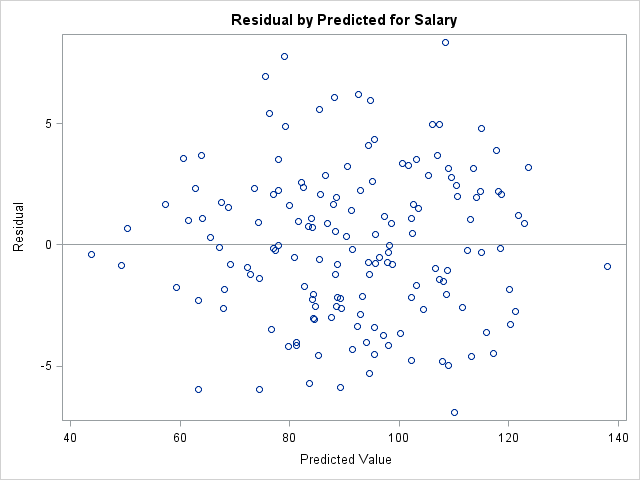 Residual by Predicted for Salary
5
0
-5
Residual
40 60 80 100 120 140
Predicted Value